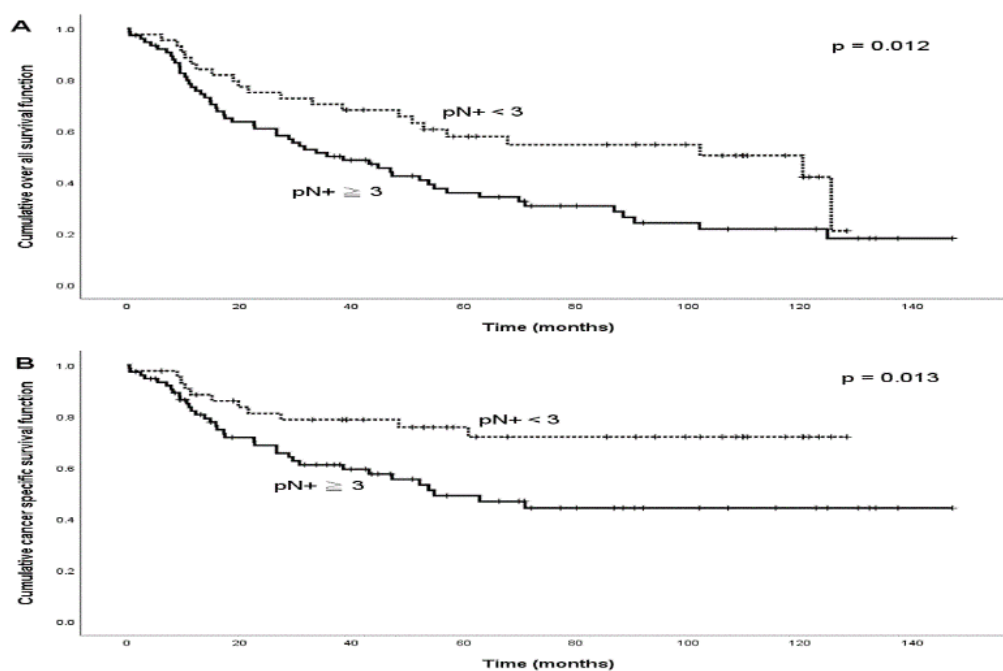 A
p = 0.012
Cumulative over all survival function
1.0
0.8
0.6
0.4
0.2
0.0
pN+ < 3
pN+ ≧ 3
0 20 40 60 80 100 120 140
Time (months)
B
p = 0.013
Cumulative cancer specific survival function
1.0
0.8
0.6
0.4
0.2
0.0
pN+ < 3
pN+ ≧ 3
0 20 40 60 80 100 120 140
Time (months)